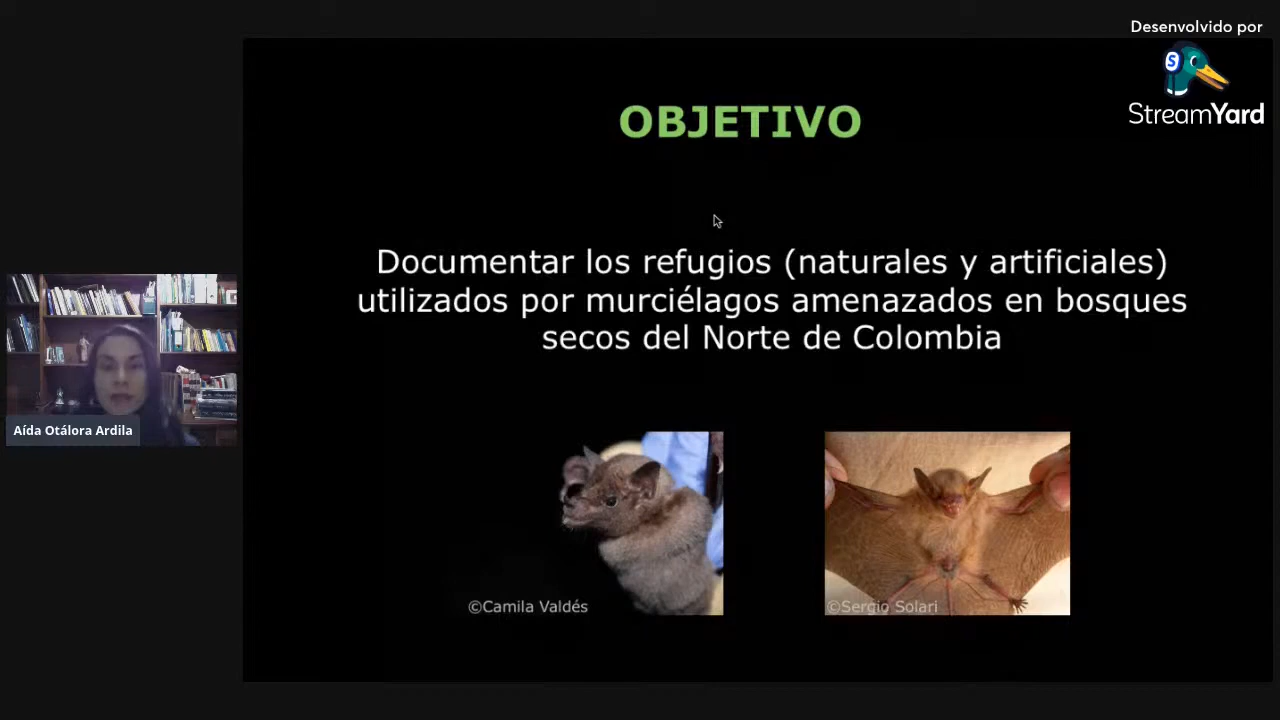 Desenvolvido por
StreamYard
OBJETIVO
Documentar los refugios (naturales y artificiales)
utilizados por murciélagos amenazados en bosques
secos del Norte de Colombia
Aída Otálora Ardila
©Camila Valdés
©Sergio Solari